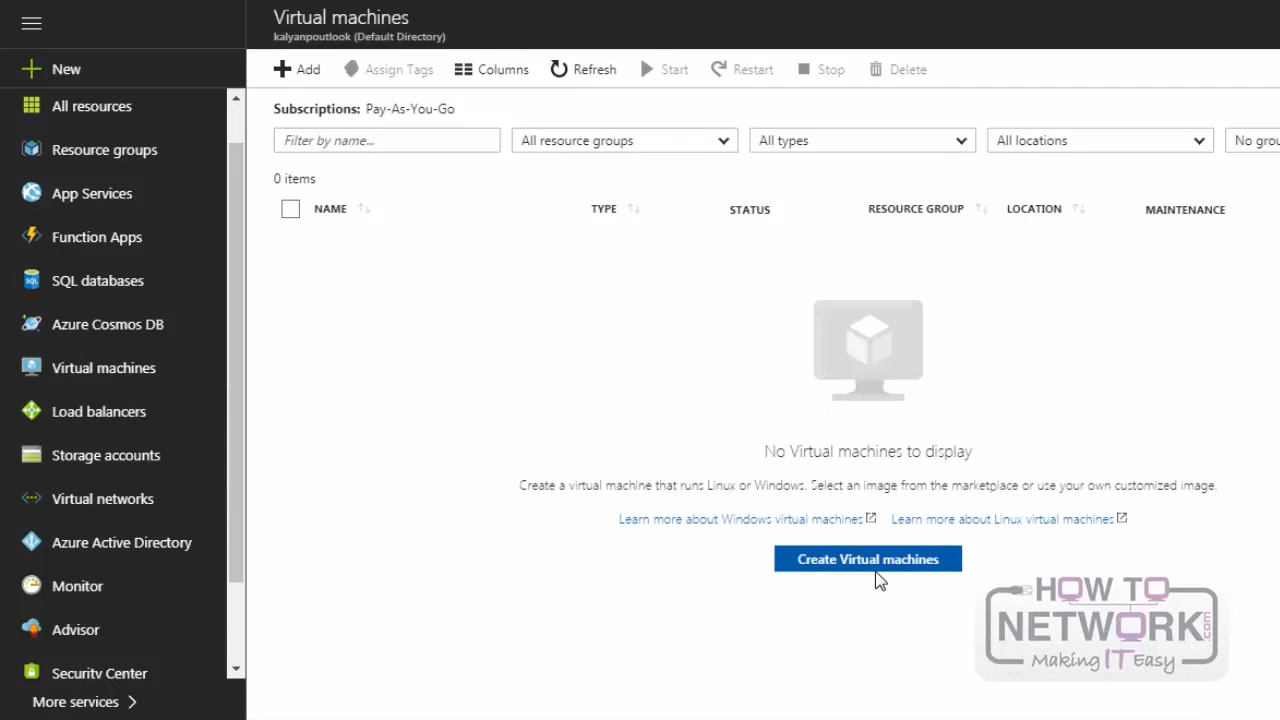 Virtual machines
kalyanpoutlook (Default Directory)
New
All resources
Resource groups
App Services
Function Apps
SQL databases
Azure Cosmos DB
Virtual machines
Load balancers
Storage accounts
Virtual networks
Azure Active Directory
Monitor
Advisor
Security Center
More services
Add Assign Tags Columns Refresh Start Restart Stop Delete
Subscriptions: Pay-As-You-Go
Filter by name... All resource groups All types All locations No grou
0 items
NAME TYPE STATUS RESOURCE GROUP LOCATION MAINTENANCE
No Virtual machines to display
Create a virtual machine that runs Linux or Windows. Select an image from the marketplace or use your own customized image.
Learn more about Windows virtual machines Learn more about Linux virtual machines
Create Virtual machines
HOW TO
NETWORK.com
Making IT Easy